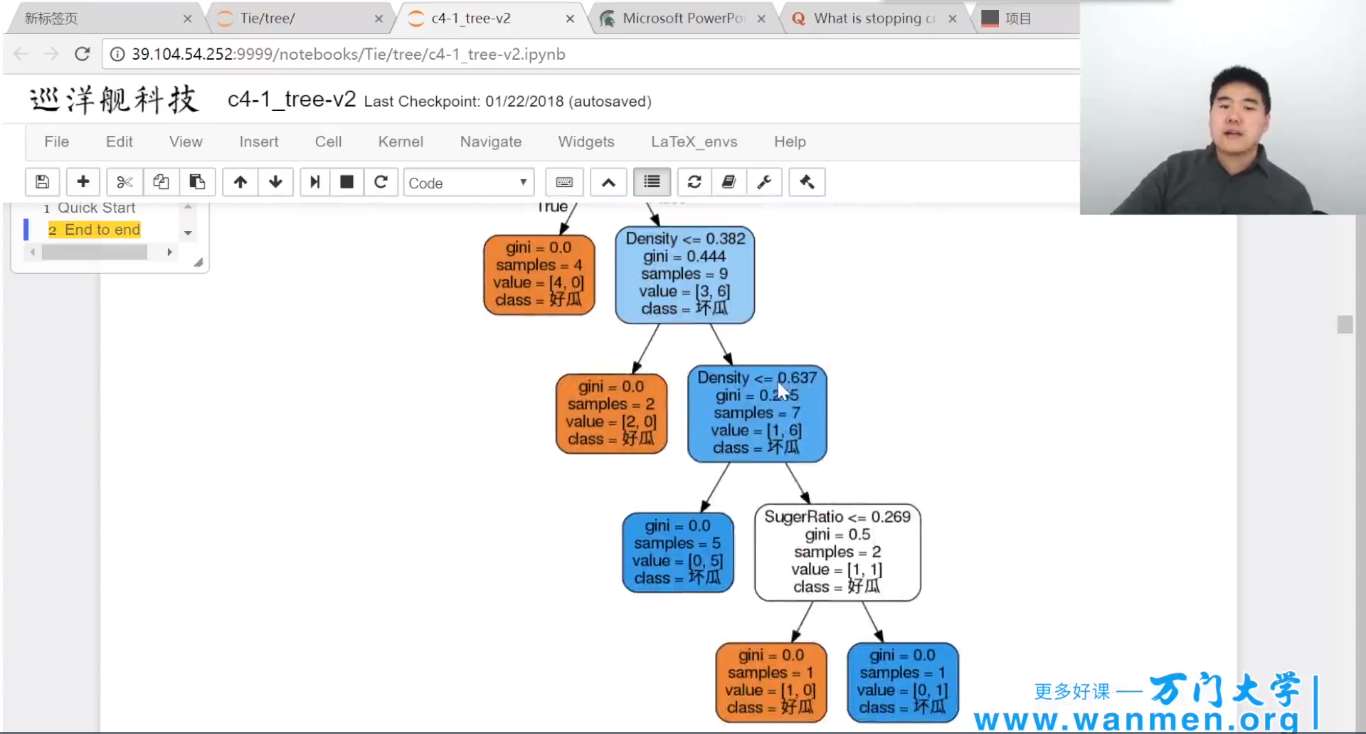 新标签页
Tie/tree/
c4-1_tree-v2
Microsoft PowerPoi
What is stopping c
项目
39.104.54.252:9999/notebooks/Tie/tree/c4-1_tree-v2.ipynb
巡洋舰科技
c4-1_tree-v2 Last Checkpoint: 01/22/2018 (autosaved)
File Edit View Insert Cell Kernel Navigate Widgets LaTeX_envs Help
Code
1 Quick Start
2 End to end
True
gini = 0.0
samples = 4
value = [4, 0]
class = 好瓜
Density <= 0.382
gini = 0.444
samples = 9
value = [3, 6]
class = 坏瓜
gini = 0.0
samples = 2
value = [2, 0]
class = 好瓜
Density <= 0.637
gini = 0.245
samples = 7
value = [1, 6]
class = 坏瓜
gini = 0.0
samples = 5
value = [0, 5]
class = 坏瓜
SugerRatio <= 0.269
gini = 0.5
samples = 2
value = [1, 1]
class = 好瓜
gini = 0.0
samples = 1
value = [1, 0]
class = 好瓜
gini = 0.0
samples = 1
value = [0, 1]
class = 坏瓜
更多好课 — 万门大学
www.wanmen.org